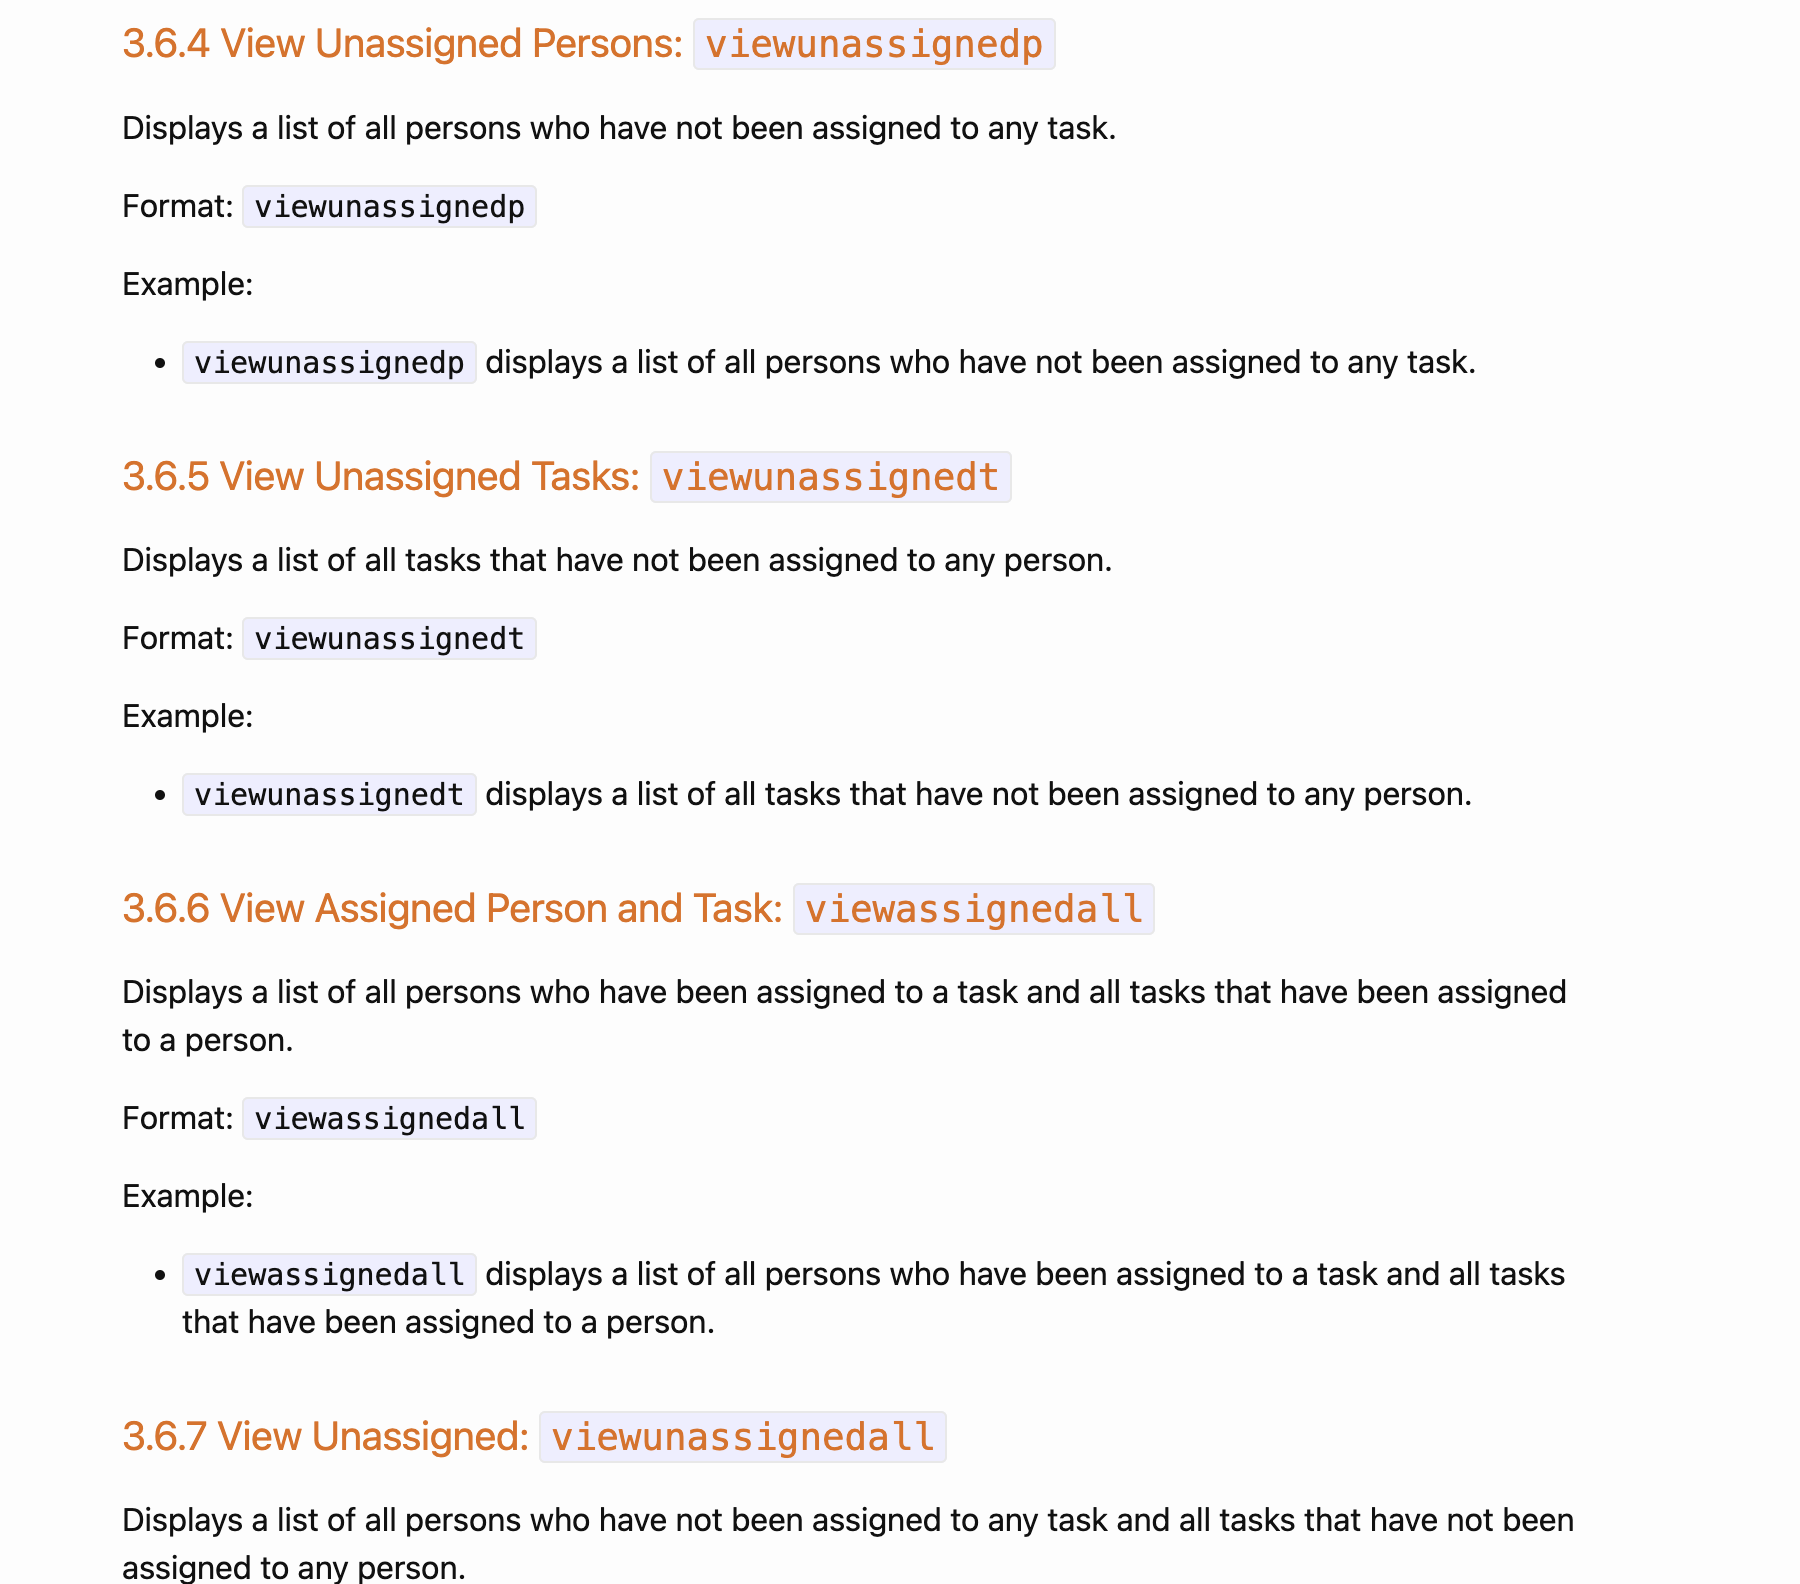 3.6.4 View Unassigned Persons: viewunassignedp
Displays a list of all persons who have not been assigned to any task.
Format: viewunassignedp
Example:
• viewunassignedp displays a list of all persons who have not been assigned to any task.
3.6.5 View Unassigned Tasks: viewunassignedt
Displays a list of all tasks that have not been assigned to any person.
Format: viewunassignedt
Example:
• viewunassignedt displays a list of all tasks that have not been assigned to any person.
3.6.6 View Assigned Person and Task: viewassignedall
Displays a list of all persons who have been assigned to a task and all tasks that have been assigned
to a person.
Format: viewassignedall
Example:
• viewassignedall displays a list of all persons who have been assigned to a task and all tasks
that have been assigned to a person.
3.6.7 View Unassigned: viewunassignedall
Displays a list of all persons who have not been assigned to any task and all tasks that have not been
assigned to any person.